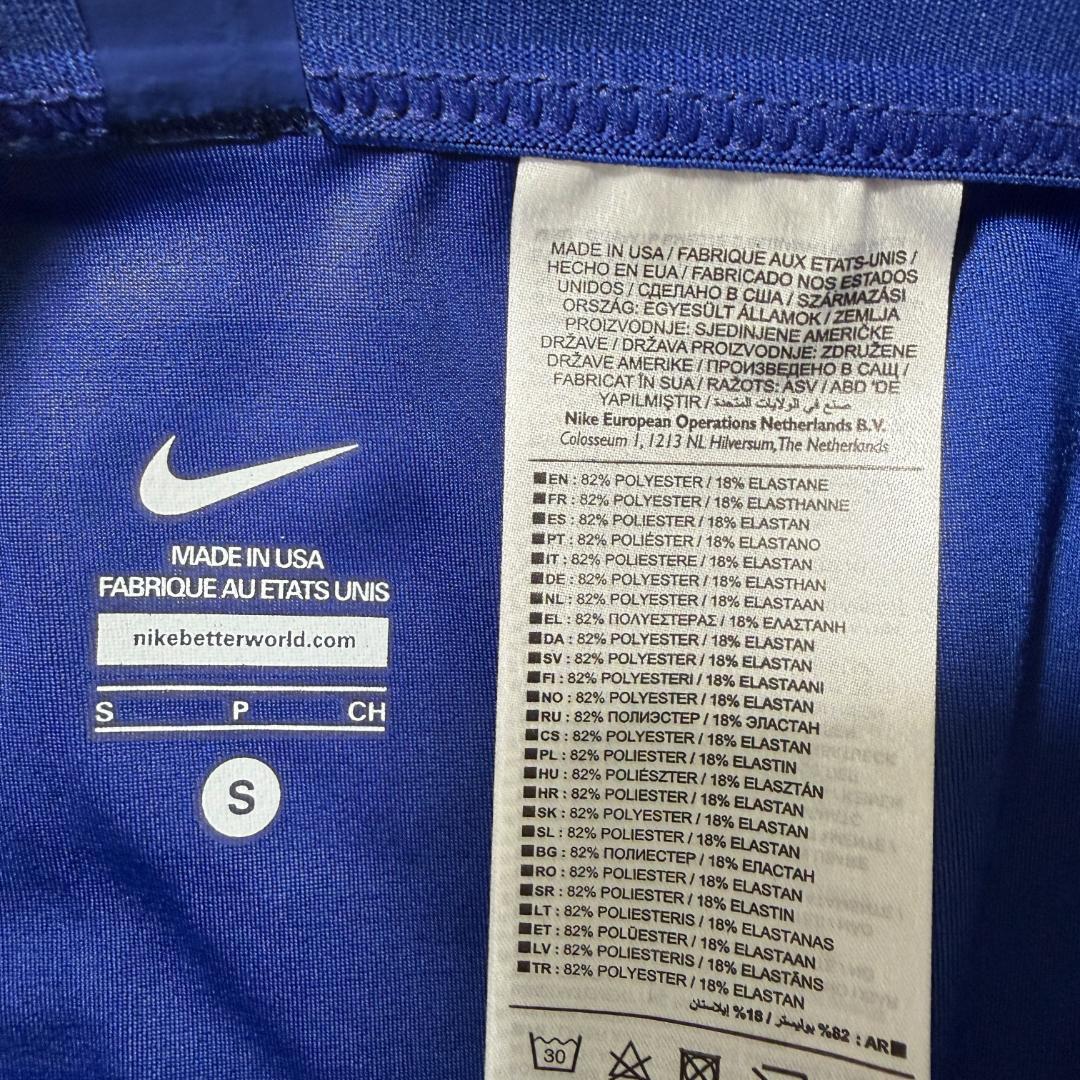 MADE IN USA
FABRIQUE AU ETATS UNIS
nikebetterworld.com
S P CH
S
MADE IN USA / FABRIQUE AUX ETATS-UNIS /
HECHO EN EUA / FABRICADO NOS ESTADOS
UNIDOS / СДЕЛАНО В США / SZÁRMAZÁSI
ORSZÁG: EGYESÜLT ÁLLAMOK / ZEMLJA
PROIZVODNJE: SJEDINJENE AMERIČKE
DRŽAVE / DRŽAVA PROIZVODNJE: ZDRUŽENE
DRŽAVE AMERIKE / ПРОИЗВЕДЕНО В САЩ /
FABRICAT ÎN SUA / RAŽOTS: ASV / ABD 'DE
YAPILMIŞTIR / صنع في الولايات المتحدة
Nike European Operations Netherlands B.V.
Colosseum 1, 1213 NL Hilversum, The Netherlands
EN : 82% POLYESTER / 18% ELASTANE
FR : 82% POLYESTER / 18% ELASTHANNE
ES : 82% POLIESTER / 18% ELASTAN
PT : 82% POLIÉSTER / 18% ELASTANO
IT : 82% POLIESTERE / 18% ELASTAN
DE : 82% POLYESTER / 18% ELASTHAN
NL : 82% POLYESTER / 18% ELASTAAN
EL : 82% ΠΟΛΥΕΣΤΕΡΑΣ / 18% ΕΛΑΣΤΑΝΗ
DA : 82% POLYESTER / 18% ELASTAN
SV : 82% POLYESTER / 18% ELASTAN
FI : 82% POLYESTERI / 18% ELASTAANI
NO : 82% POLYESTER / 18% ELASTAN
RU : 82% ПОЛИЭСТЕР / 18% ЭЛАСТАН
CS : 82% POLYESTER / 18% ELASTAN
PL : 82% POLIESTER / 18% ELASTIN
HU : 82% POLIÉSZTER / 18% ELASZTÁN
HR : 82% POLIESTER / 18% ELASTAN
SK : 82% POLYESTER / 18% ELASTAN
SL : 82% POLIESTER / 18% ELASTAN
BG : 82% ПОЛИЕСТЕР / 18% ЕЛАСТАН
RO : 82% POLIESTER / 18% ELASTAN
SR : 82% POLIESTER / 18% ELASTIN
LT : 82% POLIESTERIS / 18% ELASTANAS
ET : 82% POLÜESTER / 18% ELASTAAN
LV : 82% POLIESTERIS / 18% ELASTĀNS
TR : 82% POLYESTER / 18% ELASTAN
AR : 82% بوليستر / 18% إيلاستان
30